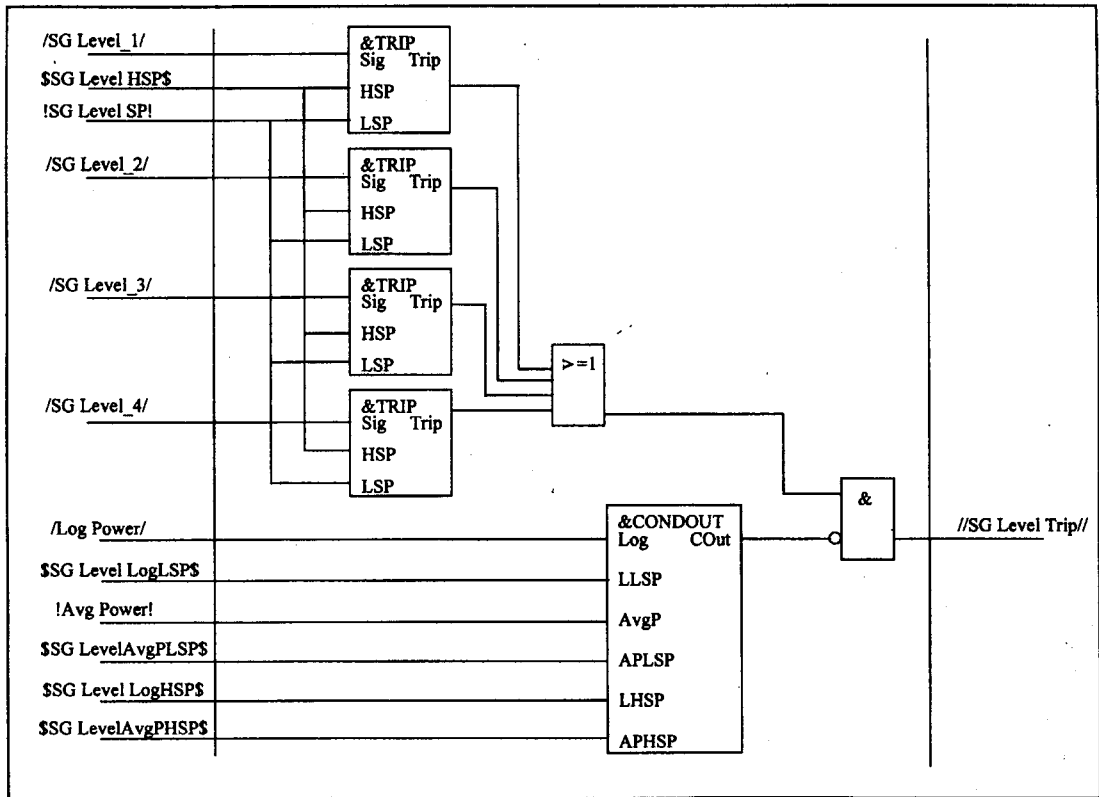 /SG Level_1/
$SG Level HSP$
!SG Level SP!
&TRIP
Sig Trip
HSP
LSP
/SG Level_2/
&TRIP
Sig Trip
HSP
LSP
/SG Level_3/
&TRIP
Sig Trip
HSP
LSP
>=1
/SG Level_4/
&TRIP
Sig Trip
HSP
LSP
&
//SG Level Trip//
/Log Power/
$SG Level LogLSP$
!Avg Power!
$SG LevelAvgPLSP$
$SG Level LogHSP$
$SG LevelAvgPHSP$
&CONDOUT
Log COut
LLSP
AvgP
APLSP
LHSP
APHSP